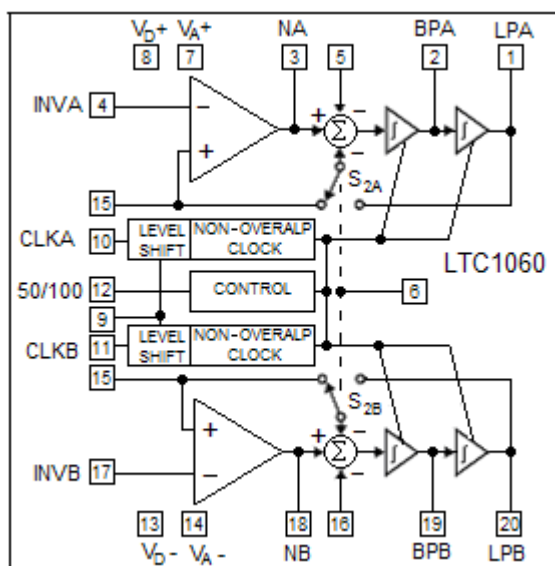 VD+ VA+ NA BPA LPA
8 7 3 5 2 1
INVA 4 − + − ∫ ∫
+ Σ −
S2A
15
CLKA 10 LEVEL SHIFT NON-OVERALP CLOCK LTC1060
50/100 12 CONTROL 6
9
CLKB 11 LEVEL SHIFT NON-OVERALP CLOCK
15 S2B
+ + − Σ ∫ ∫
INVB 17 − −
13 14 18 16 19 20
VD− VA− NB BPB LPB